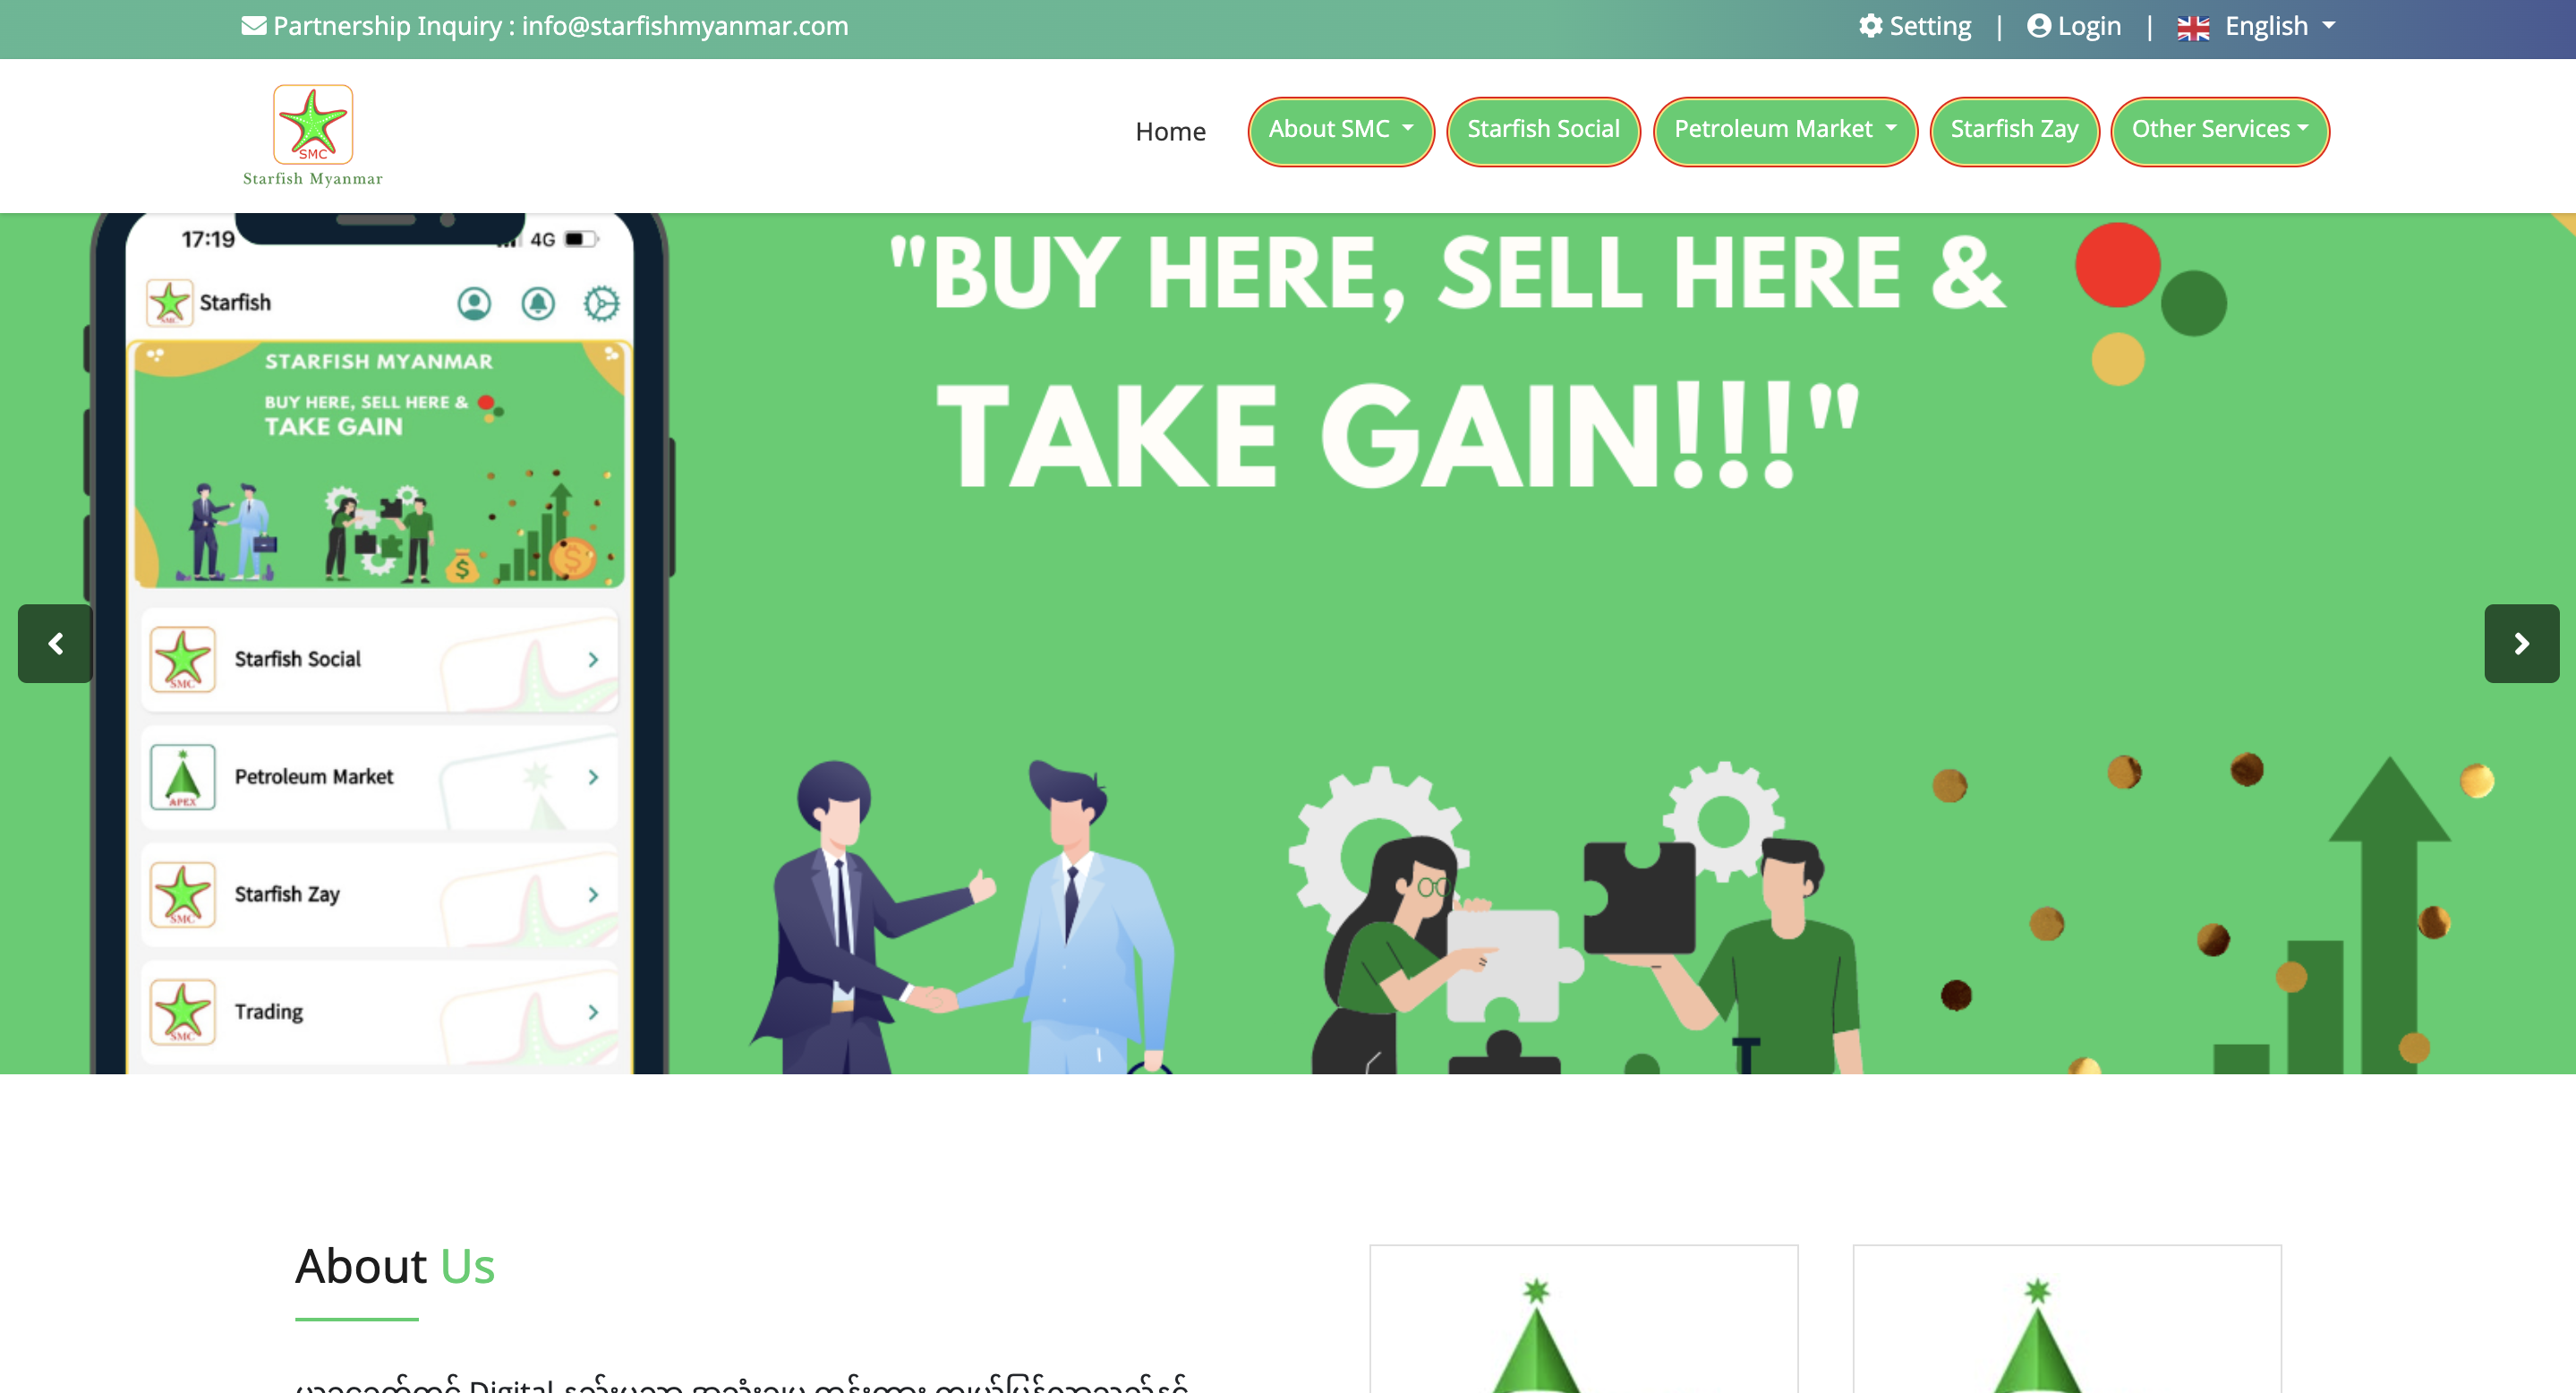 Partnership Inquiry : info@starfishmyanmar.com
Setting | Login | English
SMC
Starfish Myanmar
Home
About SMC
Starfish Social
Petroleum Market
Starfish Zay
Other Services
17:19
4G
SMC
Starfish
STARFISH MYANMAR
BUY HERE, SELL HERE &
TAKE GAIN
"BUY HERE, SELL HERE &
TAKE GAIN!!!"
SMC
Starfish Social
APEX
Petroleum Market
SMC
Starfish Zay
SMC
Trading
About Us
Digital